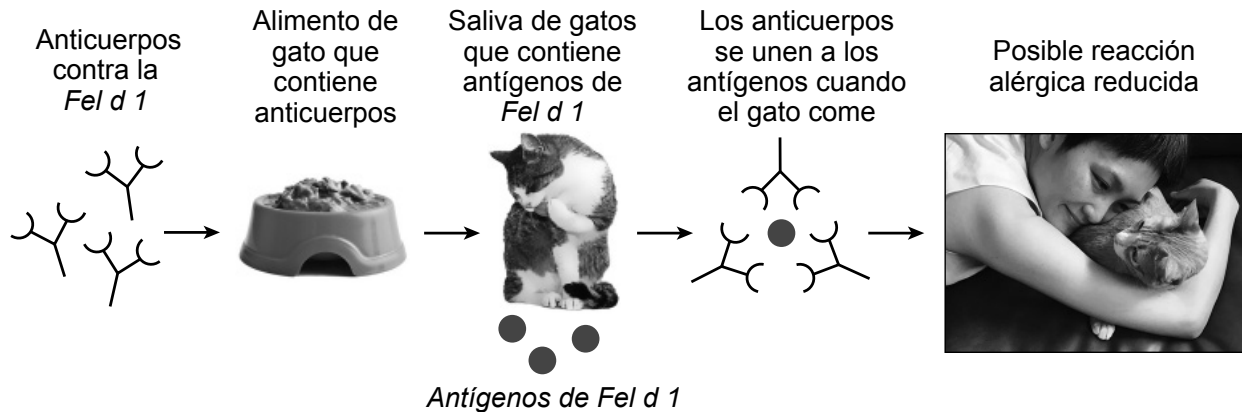 Anticuerpos
contra la
Fel d 1
Alimento de
gato que
contiene
anticuerpos
Saliva de gatos
que contiene
antígenos de
Fel d 1
Los anticuerpos
se unen a los
antígenos cuando
el gato come
Posible reacción
alérgica reducida
Antígenos de Fel d 1